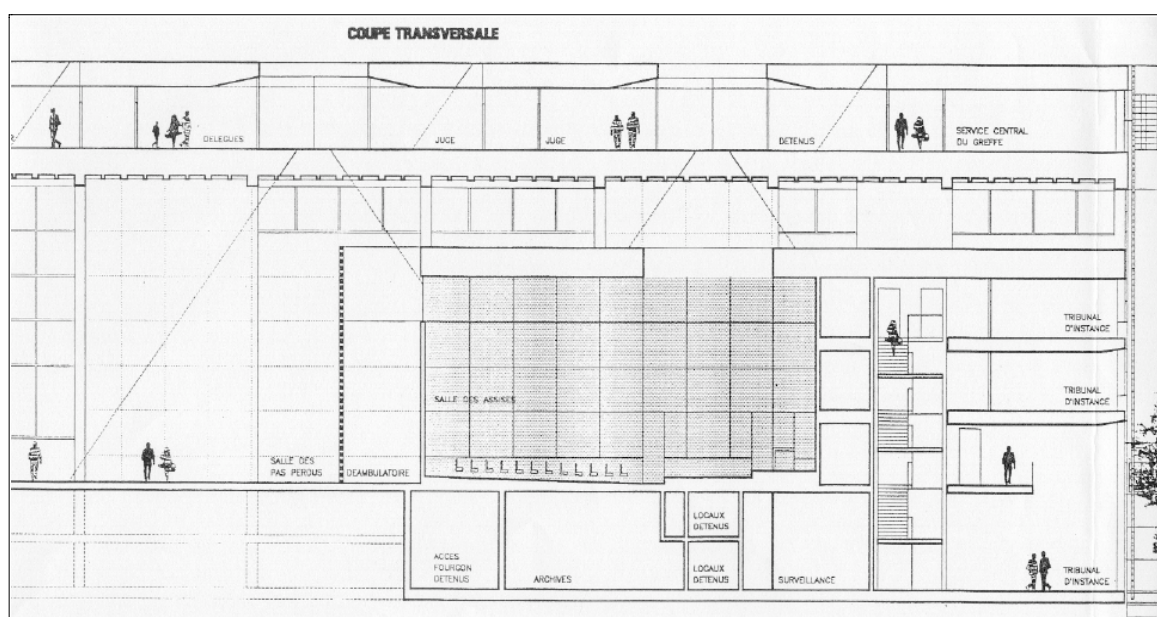 COUPE TRANSVERSALE
DELEGUES
JUGE
JUGE
DETENUS
SERVICE CENTRAL
DU GREFFE
TRIBUNAL
D'INSTANCE
TRIBUNAL
D'INSTANCE
SALLE DES ASSISES
SALLE DES
PAS PERDUS
DEAMBULATOIRE
LOCAUX
DETENUS
ACCES
FOURGON
DETENUS
ARCHIVES
LOCAUX
DETENUS
SURVEILLANCE
TRIBUNAL
D'INSTANCE